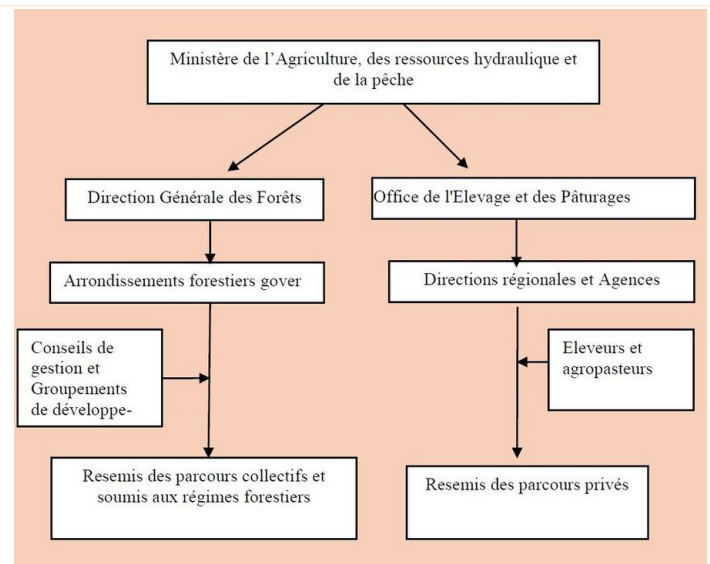 Ministère de l’Agriculture, des ressources hydraulique et
de la pêche
Direction Générale des Forêts
Office de l'Elevage et des Pâturages
Arrondissements forestiers gover
Directions régionales et Agences
Conseils de
gestion et
Groupements
de développe-
Eleveurs et
agropasteurs
Resemis des parcours collectifs et
soumis aux régimes forestiers
Resemis des parcours privés